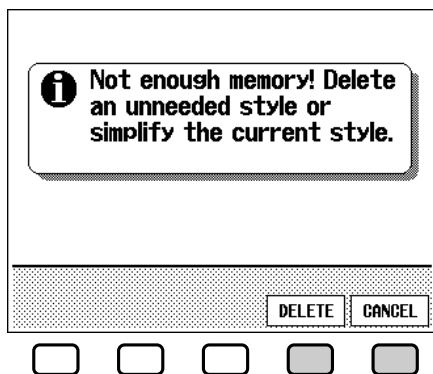 Not enough memory! Delete
an unneeded style or
simplify the current style.
DELETE
CANCEL